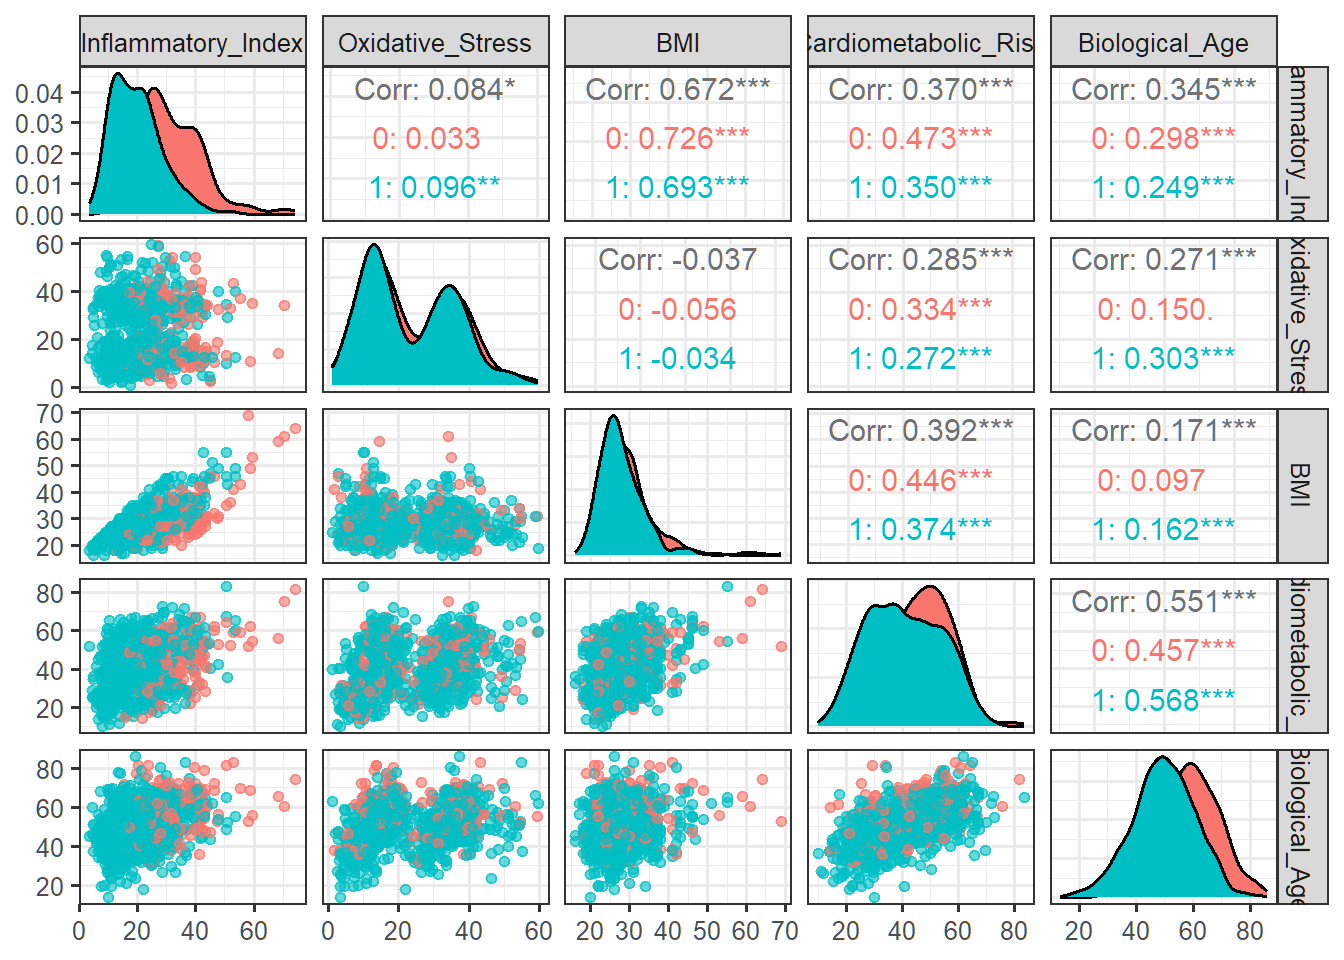 Inflammatory_Index
Oxidative_Stress
BMI
Cardiometabolic_Ris
Biological_Age
0.04
0.03
0.02
0.01
0.00
Corr: 0.084*
0: 0.033
1: 0.096**
Corr: 0.672***
0: 0.726***
1: 0.693***
Corr: 0.370***
0: 0.473***
1: 0.350***
Corr: 0.345***
0: 0.298***
1: 0.249***
ammatory_Ind
60
40
20
0
Corr: -0.037
0: -0.056
1: -0.034
Corr: 0.285***
0: 0.334***
1: 0.272***
Corr: 0.271***
0: 0.150.
1: 0.303***
xidative_Stres
70
60
50
40
30
20
Corr: 0.392***
0: 0.446***
1: 0.374***
Corr: 0.171***
0: 0.097
1: 0.162***
BMI
80
60
40
20
Corr: 0.551***
0: 0.457***
1: 0.568***
diometabolic_
80
60
40
20
Biological_Age
0 20 40 60
0 20 40 60
20 30 40 50 60 70
20 40 60 80
20 40 60 80